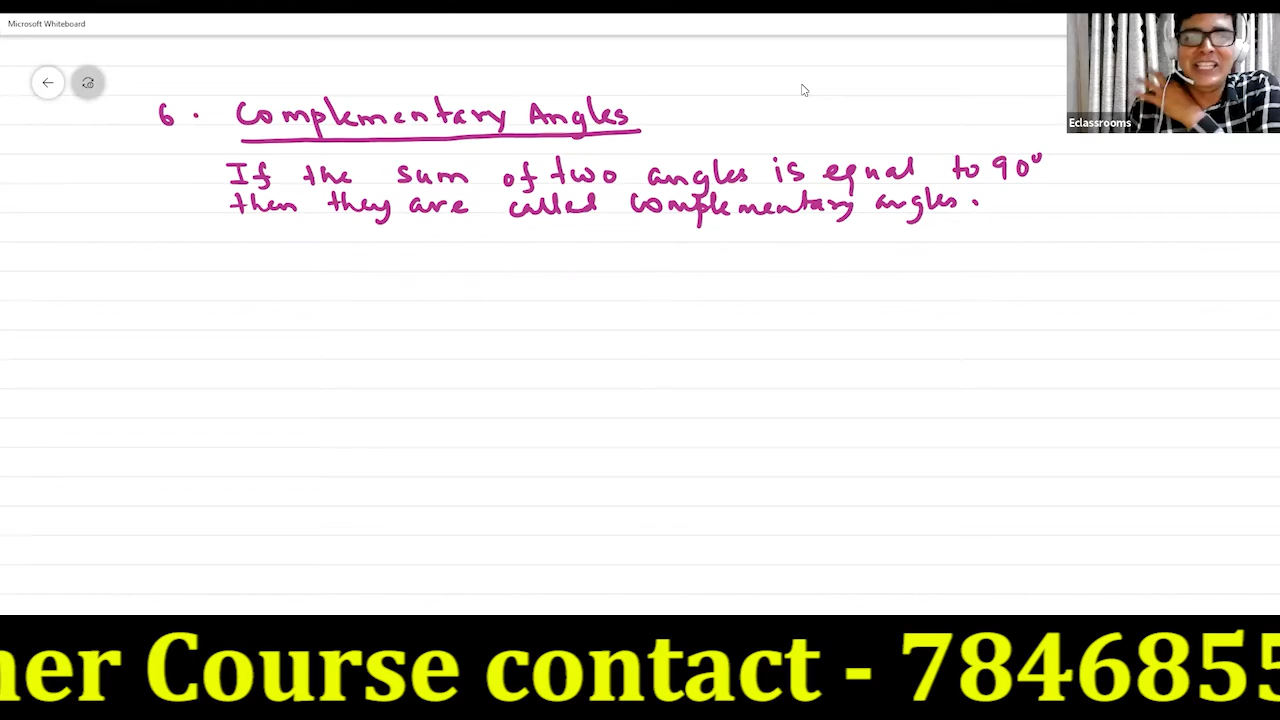 Microsoft Whiteboard
Eclassrooms
6. Complementary Angles
If the sum of two angles is equal to 90°
then they are called complementary angles.
ner Course contact - 7846855